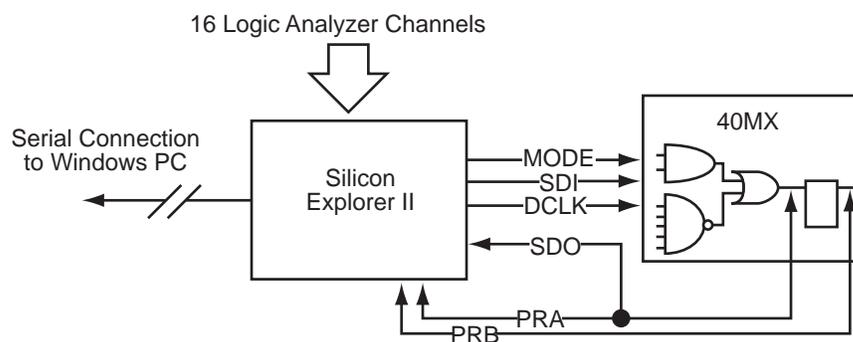 16 Logic Analyzer Channels
Serial Connection
to Windows PC
Silicon
Explorer II
MODE
SDI
DCLK
SDO
PRA
PRB
40MX